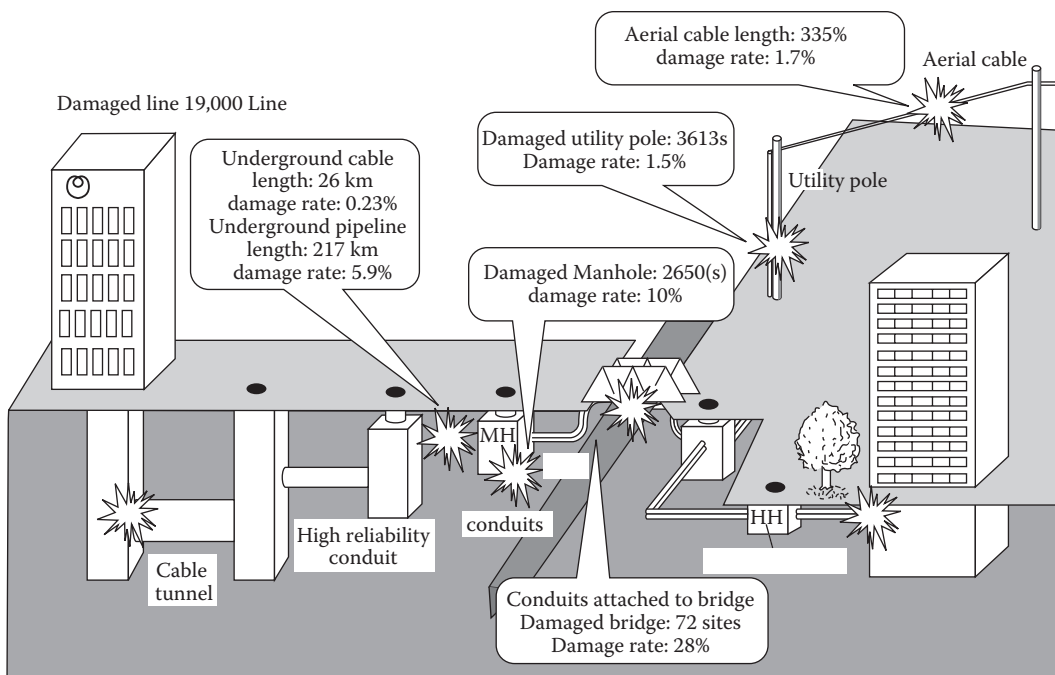 Aerial cable length: 335%
damage rate: 1.7%
Aerial cable
Damaged line 19,000 Line
Damaged utility pole: 3613s
Damage rate: 1.5%
Underground cable
length: 26 km
damage rate: 0.23%
Underground pipeline
length: 217 km
damage rate: 5.9%
Utility pole
Damaged Manhole: 2650(s)
damage rate: 10%
MH
conduits
High reliability
conduit
HH
Cable
tunnel
Conduits attached to bridge
Damaged bridge: 72 sites
Damage rate: 28%